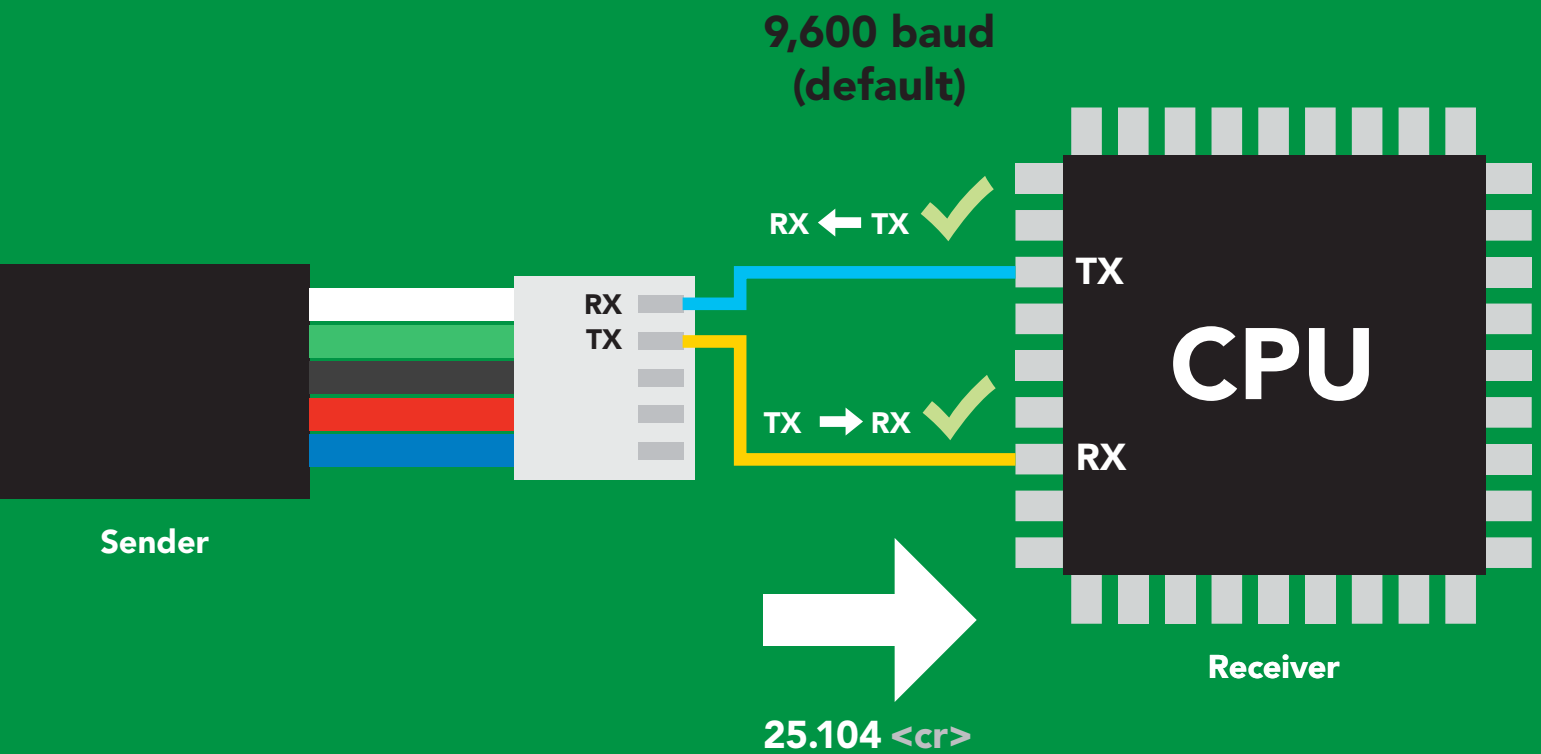 9,600 baud
(default)
RX TX
TX
RX
TX
CPU
TX RX
RX
Sender
Receiver
25.104 <cr>